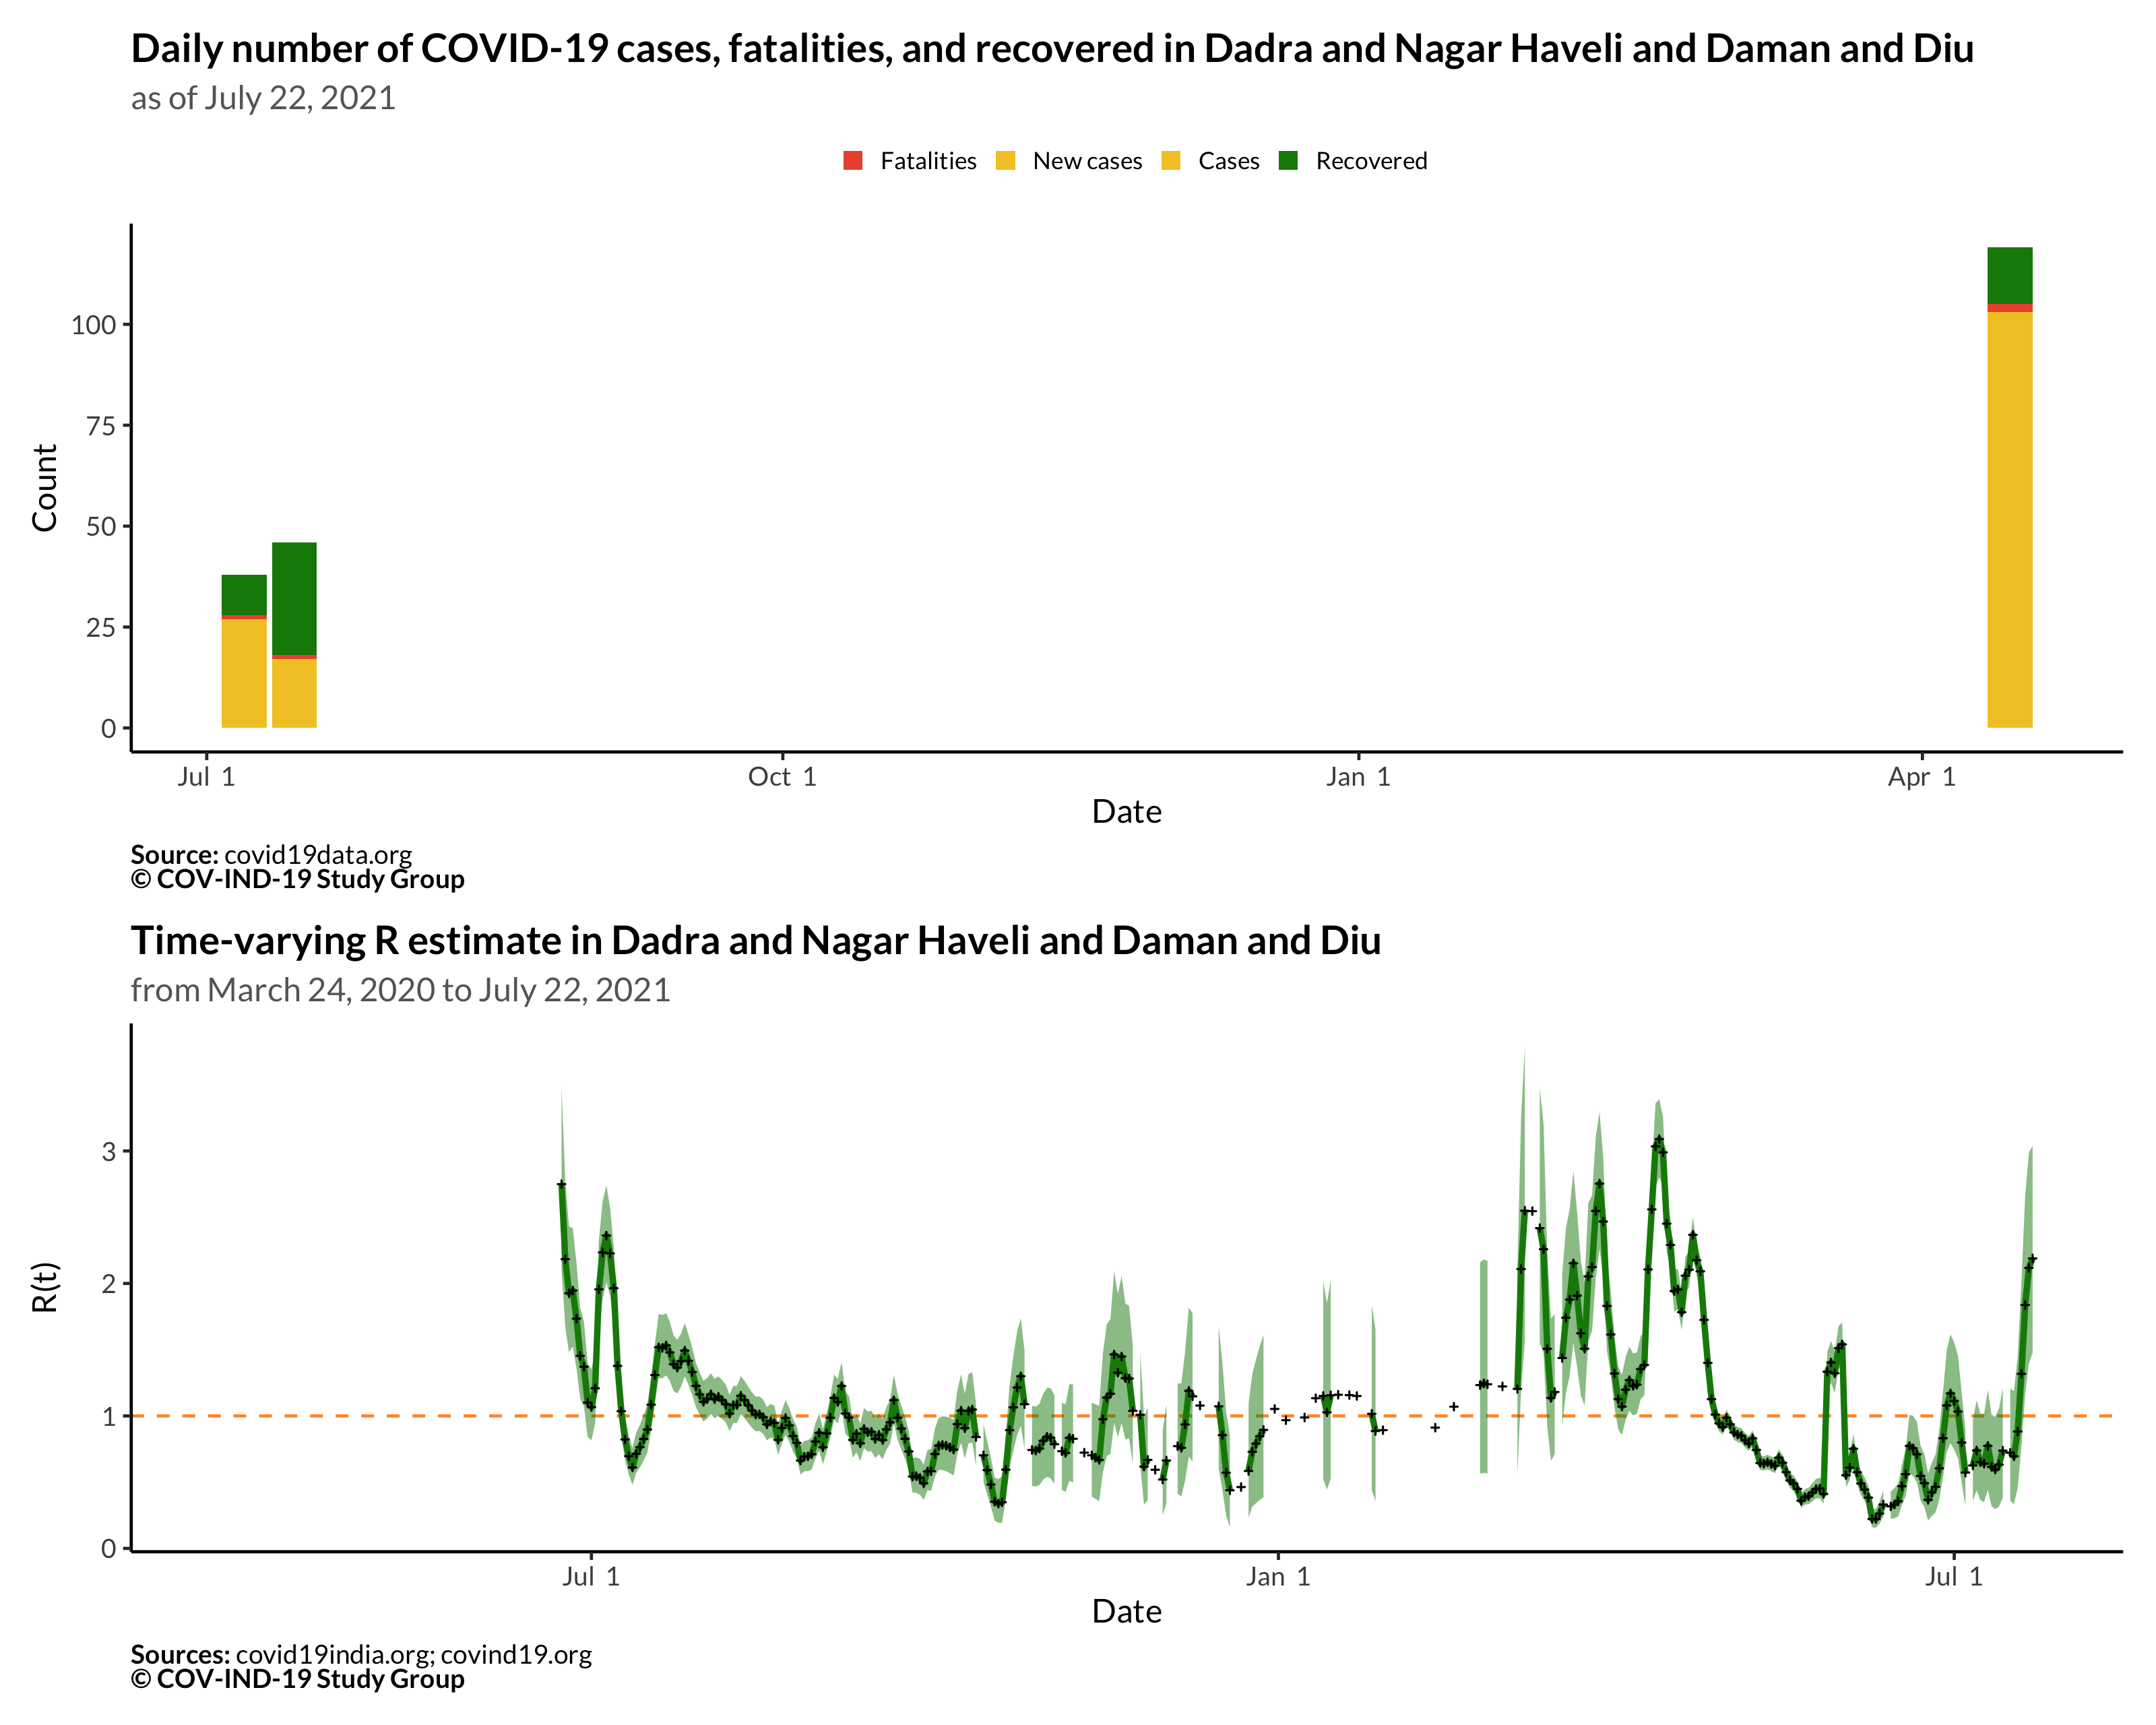 Daily number of COVID-19 cases, fatalities, and recovered in Dadra and Nagar Haveli and Daman and Diu
as of July 22, 2021
Fatalities New cases Cases Recovered
Count
100
75
50
25
0
Jul 1 Oct 1 Jan 1 Apr 1
Date
Source: covid19data.org
© COV-IND-19 Study Group
Time-varying R estimate in Dadra and Nagar Haveli and Daman and Diu
from March 24, 2020 to July 22, 2021
R(t)
3
2
1
0
Jul 1 Jan 1 Jul 1
Date
Sources: covid19india.org; covind19.org
© COV-IND-19 Study Group